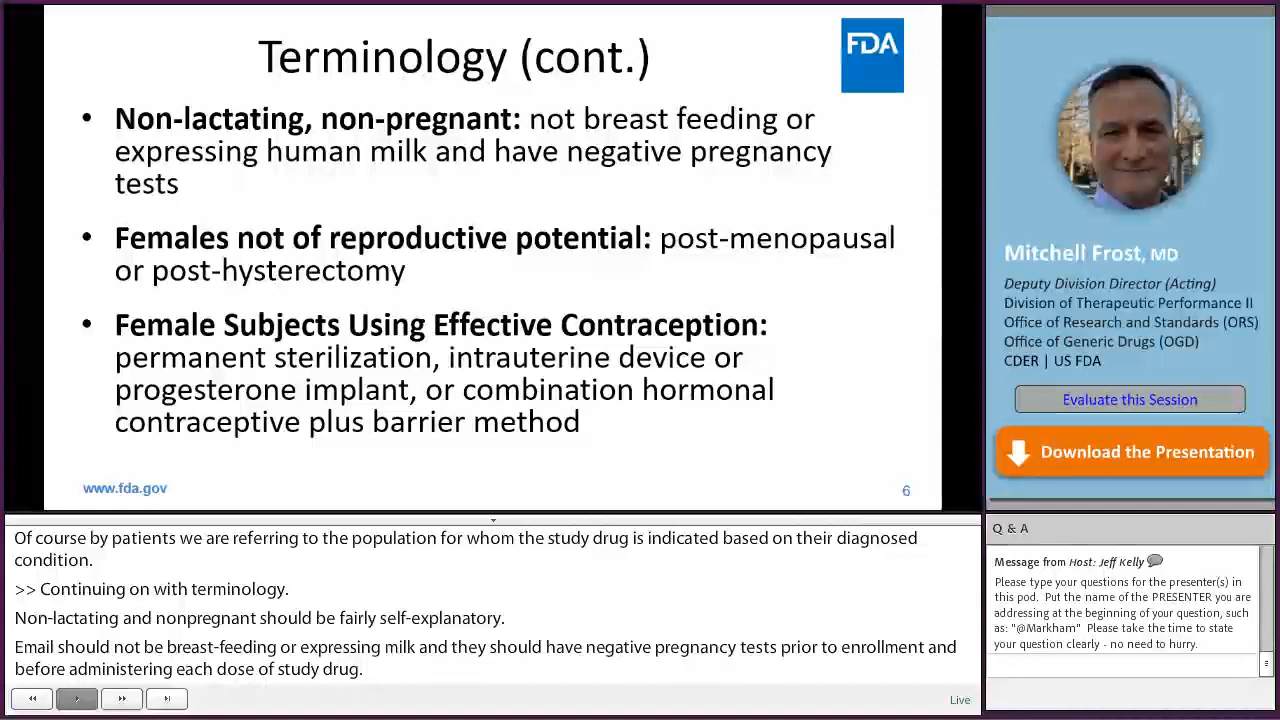 Terminology (cont.)
FDA
• Non-lactating, non-pregnant: not breast feeding or
expressing human milk and have negative pregnancy
tests
• Females not of reproductive potential: post-menopausal
or post-hysterectomy
• Female Subjects Using Effective Contraception:
permanent sterilization, intrauterine device or
progesterone implant, or combination hormonal
contraceptive plus barrier method
www.fda.gov
6
Mitchell Frost, MD
Deputy Division Director (Acting)
Division of Therapeutic Performance II
Office of Research and Standards (ORS)
Office of Generic Drugs (OGD)
CDER | US FDA
Evaluate this Session
Download the Presentation
Of course by patients we are referring to the population for whom the study drug is indicated based on their diagnosed
condition.
>> Continuing on with terminology.
Non-lactating and nonpregnant should be fairly self-explanatory.
Email should not be breast-feeding or expressing milk and they should have negative pregnancy tests prior to enrollment and
before administering each dose of study drug.
Live
Q & A
Message from Host: Jeff Kelly
Please type your questions for the presenter(s) in
this pod. Put the name of the PRESENTER you are
addressing at the beginning of your question, such
as: "@Markham" Please take the time to state
your question clearly - no need to hurry.